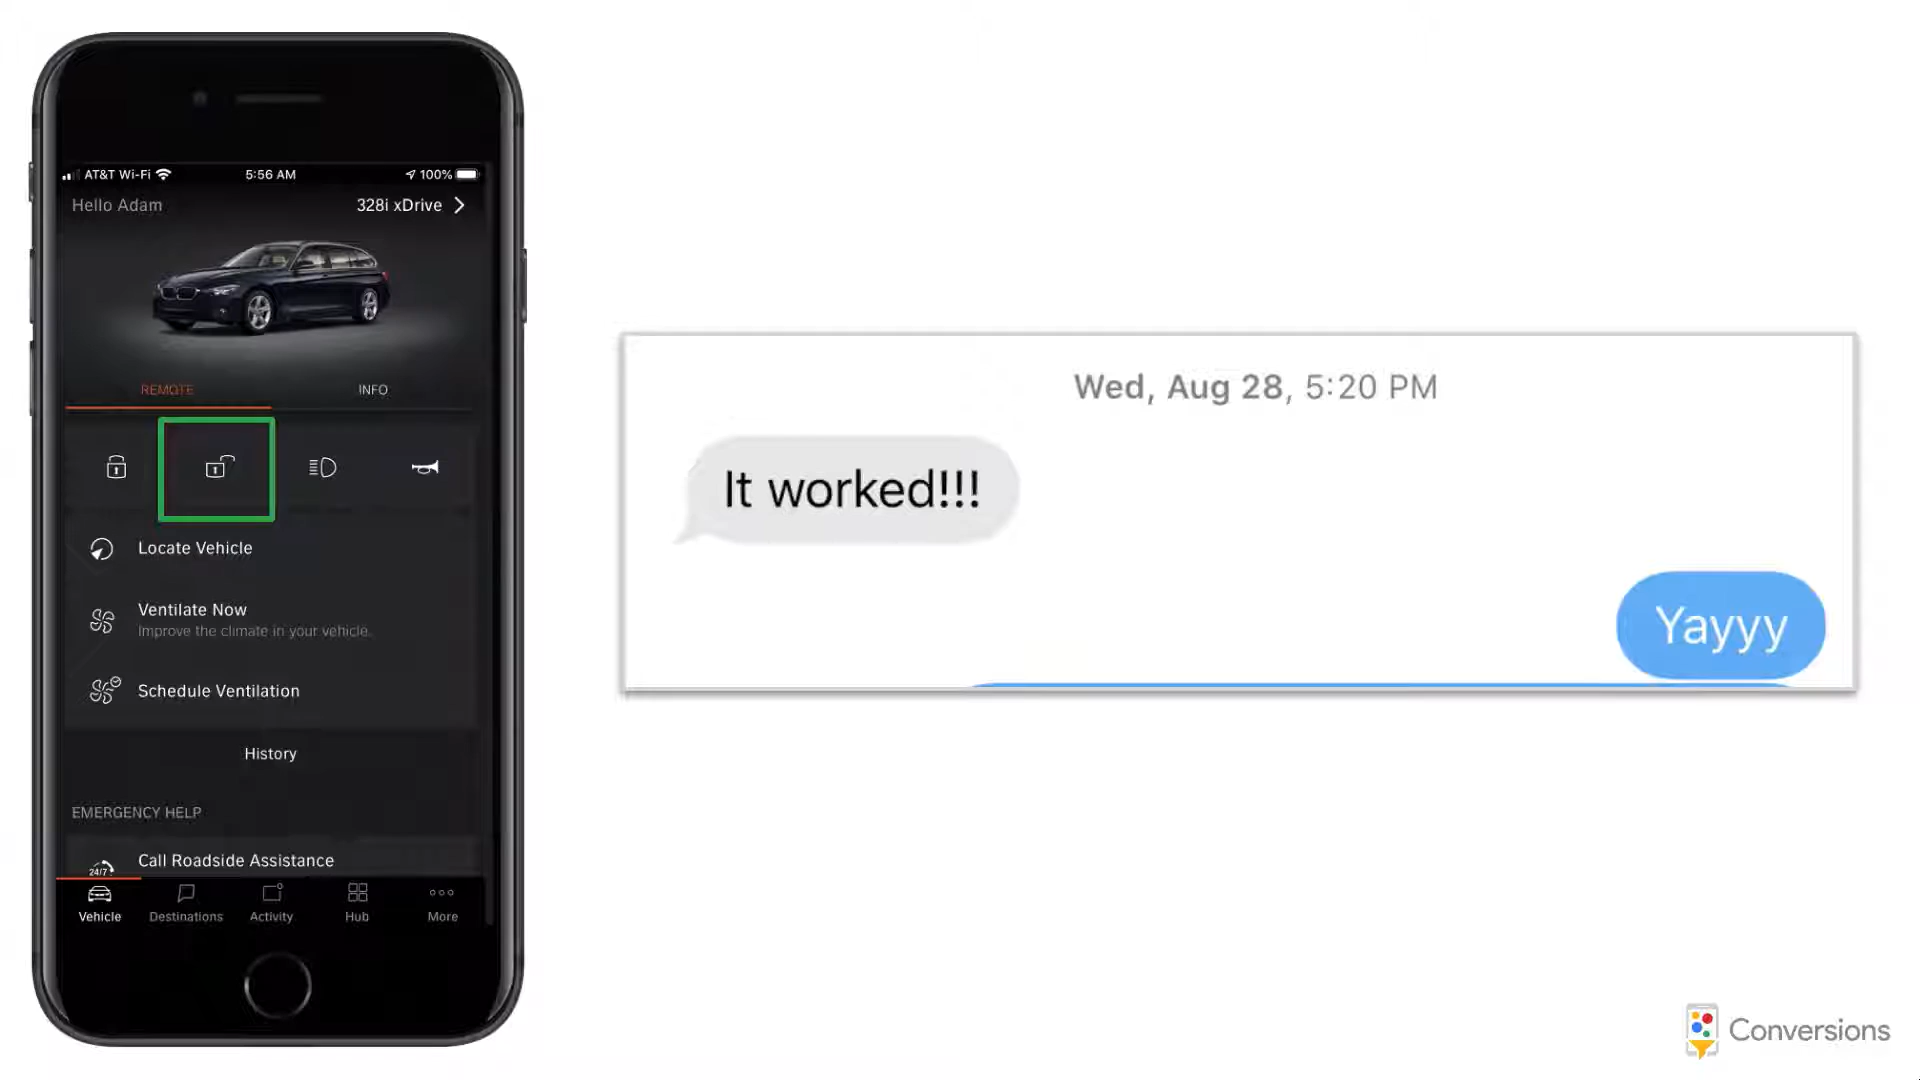 AT&T Wi-Fi 5:56 AM 100%
Hello Adam 328i xDrive
REMOTE INFO
Locate Vehicle
Ventilate Now
Improve the climate in your vehicle.
Schedule Ventilation
History
EMERGENCY HELP
Call Roadside Assistance
24/7
Vehicle Destinations Activity Hub More
Wed, Aug 28, 5:20 PM
It worked!!!
Yayyy
Conversions